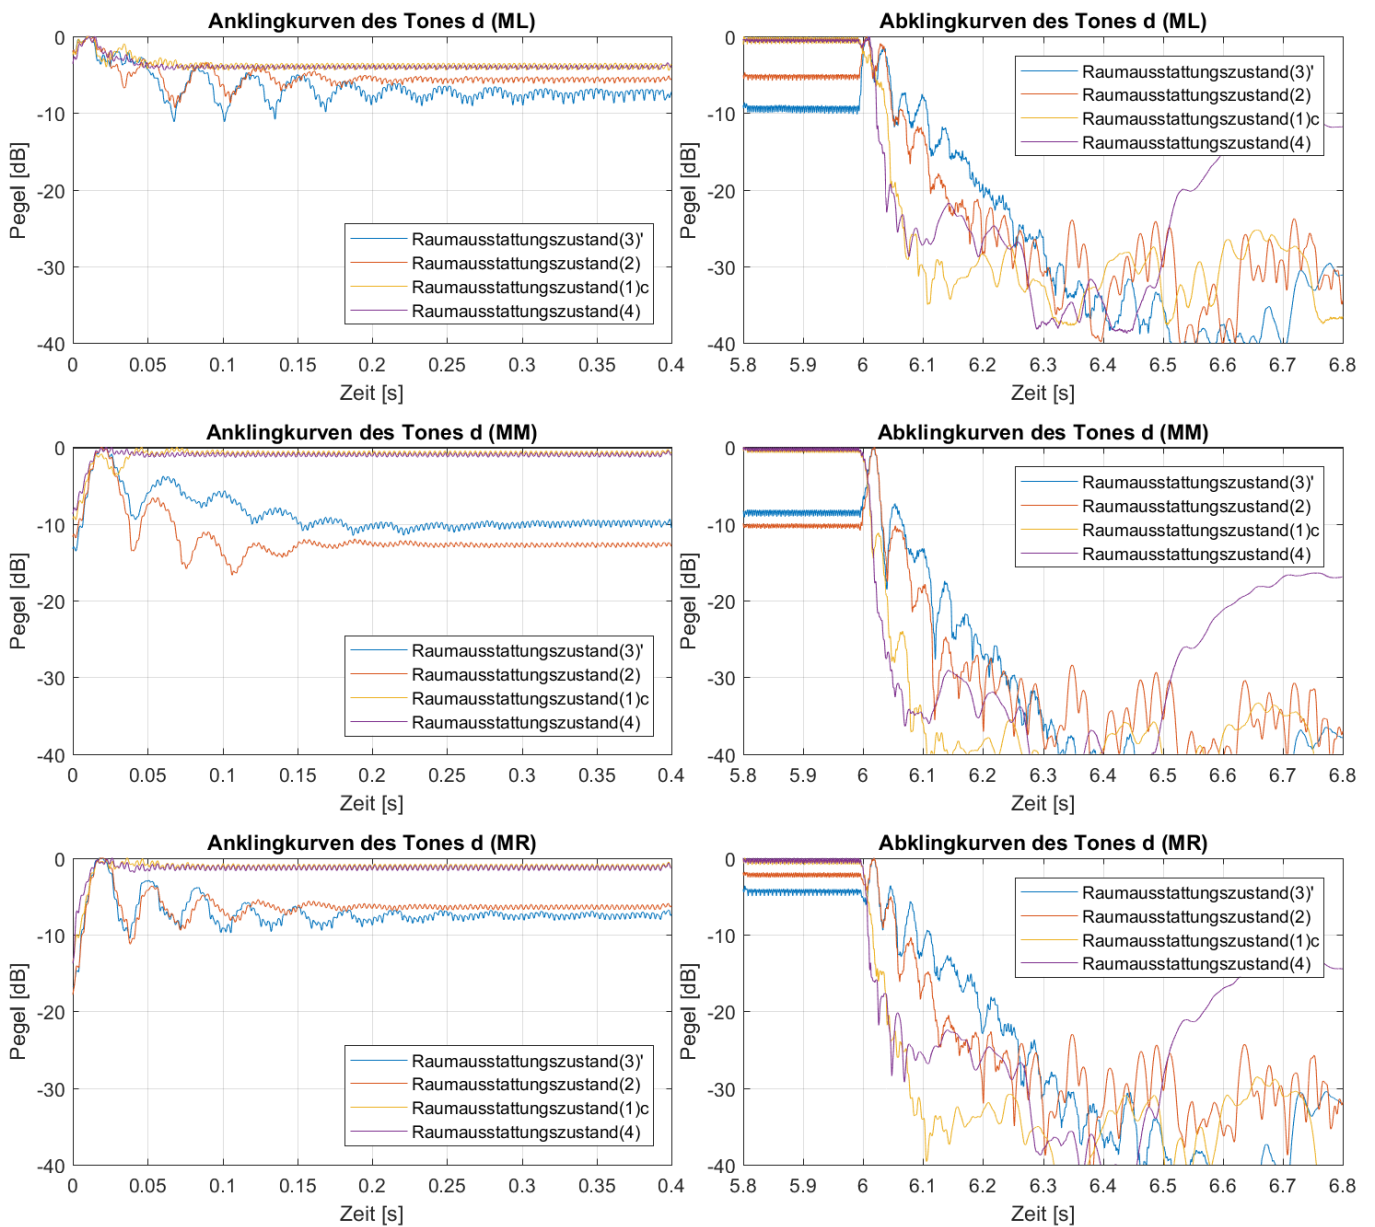 Anklingkurven des Tones d (ML)
0
-10
-20
-30
-40
Pegel [dB]
Raumausstattungszustand(3)'
Raumausstattungszustand(2)
Raumausstattungszustand(1)c
Raumausstattungszustand(4)
0 0.05 0.1 0.15 0.2 0.25 0.3 0.35 0.4
Zeit [s]
Abklingkurven des Tones d (ML)
0
-10
-20
-30
-40
Pegel [dB]
Raumausstattungszustand(3)'
Raumausstattungszustand(2)
Raumausstattungszustand(1)c
Raumausstattungszustand(4)
5.8 5.9 6 6.1 6.2 6.3 6.4 6.5 6.6 6.7 6.8
Zeit [s]
Anklingkurven des Tones d (MM)
0
-10
-20
-30
-40
Pegel [dB]
Raumausstattungszustand(3)'
Raumausstattungszustand(2)
Raumausstattungszustand(1)c
Raumausstattungszustand(4)
0 0.05 0.1 0.15 0.2 0.25 0.3 0.35 0.4
Zeit [s]
Abklingkurven des Tones d (MM)
0
-10
-20
-30
-40
Pegel [dB]
Raumausstattungszustand(3)'
Raumausstattungszustand(2)
Raumausstattungszustand(1)c
Raumausstattungszustand(4)
5.8 5.9 6 6.1 6.2 6.3 6.4 6.5 6.6 6.7 6.8
Zeit [s]
Anklingkurven des Tones d (MR)
0
-10
-20
-30
-40
Pegel [dB]
Raumausstattungszustand(3)'
Raumausstattungszustand(2)
Raumausstattungszustand(1)c
Raumausstattungszustand(4)
0 0.05 0.1 0.15 0.2 0.25 0.3 0.35 0.4
Zeit [s]
Abklingkurven des Tones d (MR)
0
-10
-20
-30
-40
Pegel [dB]
Raumausstattungszustand(3)'
Raumausstattungszustand(2)
Raumausstattungszustand(1)c
Raumausstattungszustand(4)
5.8 5.9 6 6.1 6.2 6.3 6.4 6.5 6.6 6.7 6.8
Zeit [s]